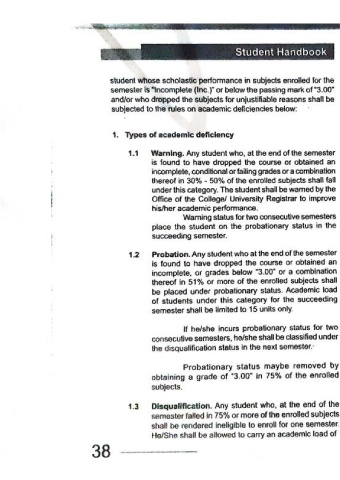 Student Handbook
student whose scholastic performance in subjects enrolled for the
semester is "Incomplete (Inc.)" or below the passing mark of "3.00"
and/or who dropped the subjects for unjustifiable reasons shall be
subjected to the rules on academic deficiencies below:
1. Types of academic deficiency
1.1 Warning. Any student who, at the end of the semester
is found to have dropped the course or obtained an
incomplete, conditional or failing grades or a combination
thereof in 30% - 50% of the enrolled subjects shall fall
under this category. The student shall be warned by the
Office of the College/ University Registrar to improve
his/her academic performance.
Warning status for two consecutive semesters
place the student on the probationary status in the
succeeding semester.
1.2 Probation. Any student who at the end of the semester
is found to have dropped the course or obtained an
incomplete, or grades below "3.00" or a combination
thereof in 51% or more of the enrolled subjects shall
be placed under probationary status. Academic load
of students under this category for the succeeding
semester shall be limited to 15 units only.
If he/she incurs probationary status for two
consecutive semesters, he/she shall be classified under
the disqualification status in the next semester.
Probationary status maybe removed by
obtaining a grade of "3.00" in 75% of the enrolled
subjects.
1.3 Disqualification. Any student who, at the end of the
semester failed in 75% or more of the enrolled subjects
shall be rendered ineligible to enroll for one semester.
He/She shall be allowed to carry an academic load of
38